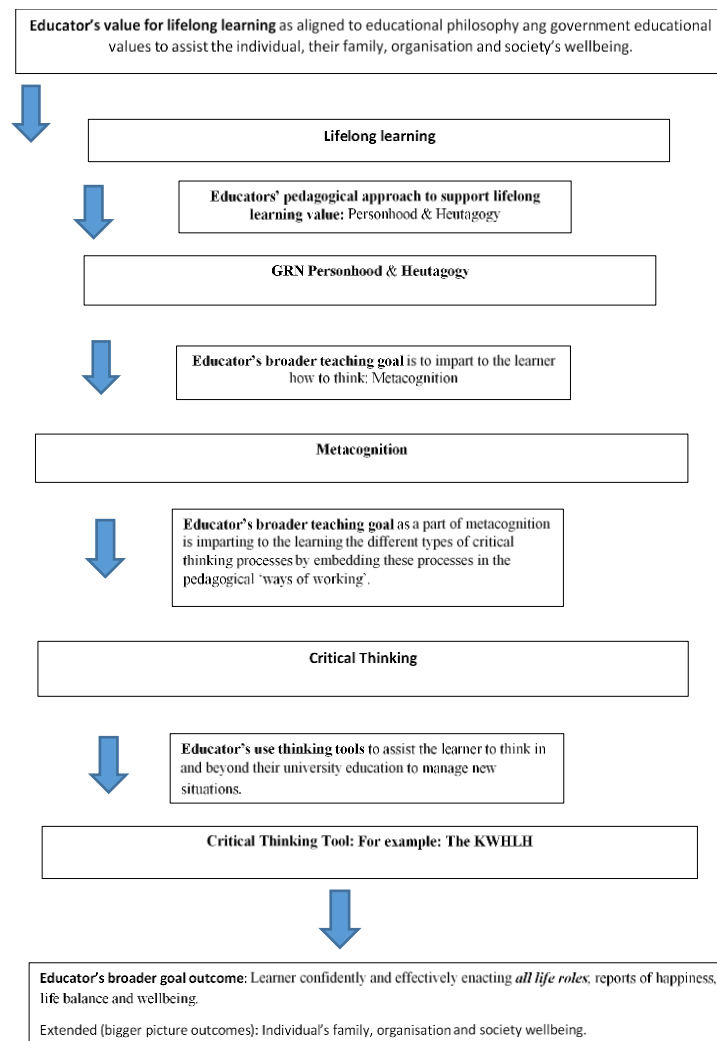 Educator's value for lifelong learning as aligned to educational philosophy ang government educational
values to assist the individual, their family, organisation and society's wellbeing.
Lifelong learning
Educators' pedagogical approach to support lifelong
learning value: Personhood & Heutagogy
GRN Personhood & Heutagogy
Educator's broader teaching goal is to impart to the learner
how to think: Metacognition
Metacognition
Educator's broader teaching goal as a part of metacognition
is imparting to the learning the different types of critical
thinking processes by embedding these processes in the
pedagogical 'ways of working'.
Critical Thinking
Educator's use thinking tools to assist the learner to think in
and beyond their university education to manage new
situations.
Critical Thinking Tool: For example: The KWHLH
Educator's broader goal outcome: Learner confidently and effectively enacting all life roles; reports of happiness,
life balance and wellbeing.
Extended (bigger picture outcomes): Individual's family, organisation and society wellbeing.